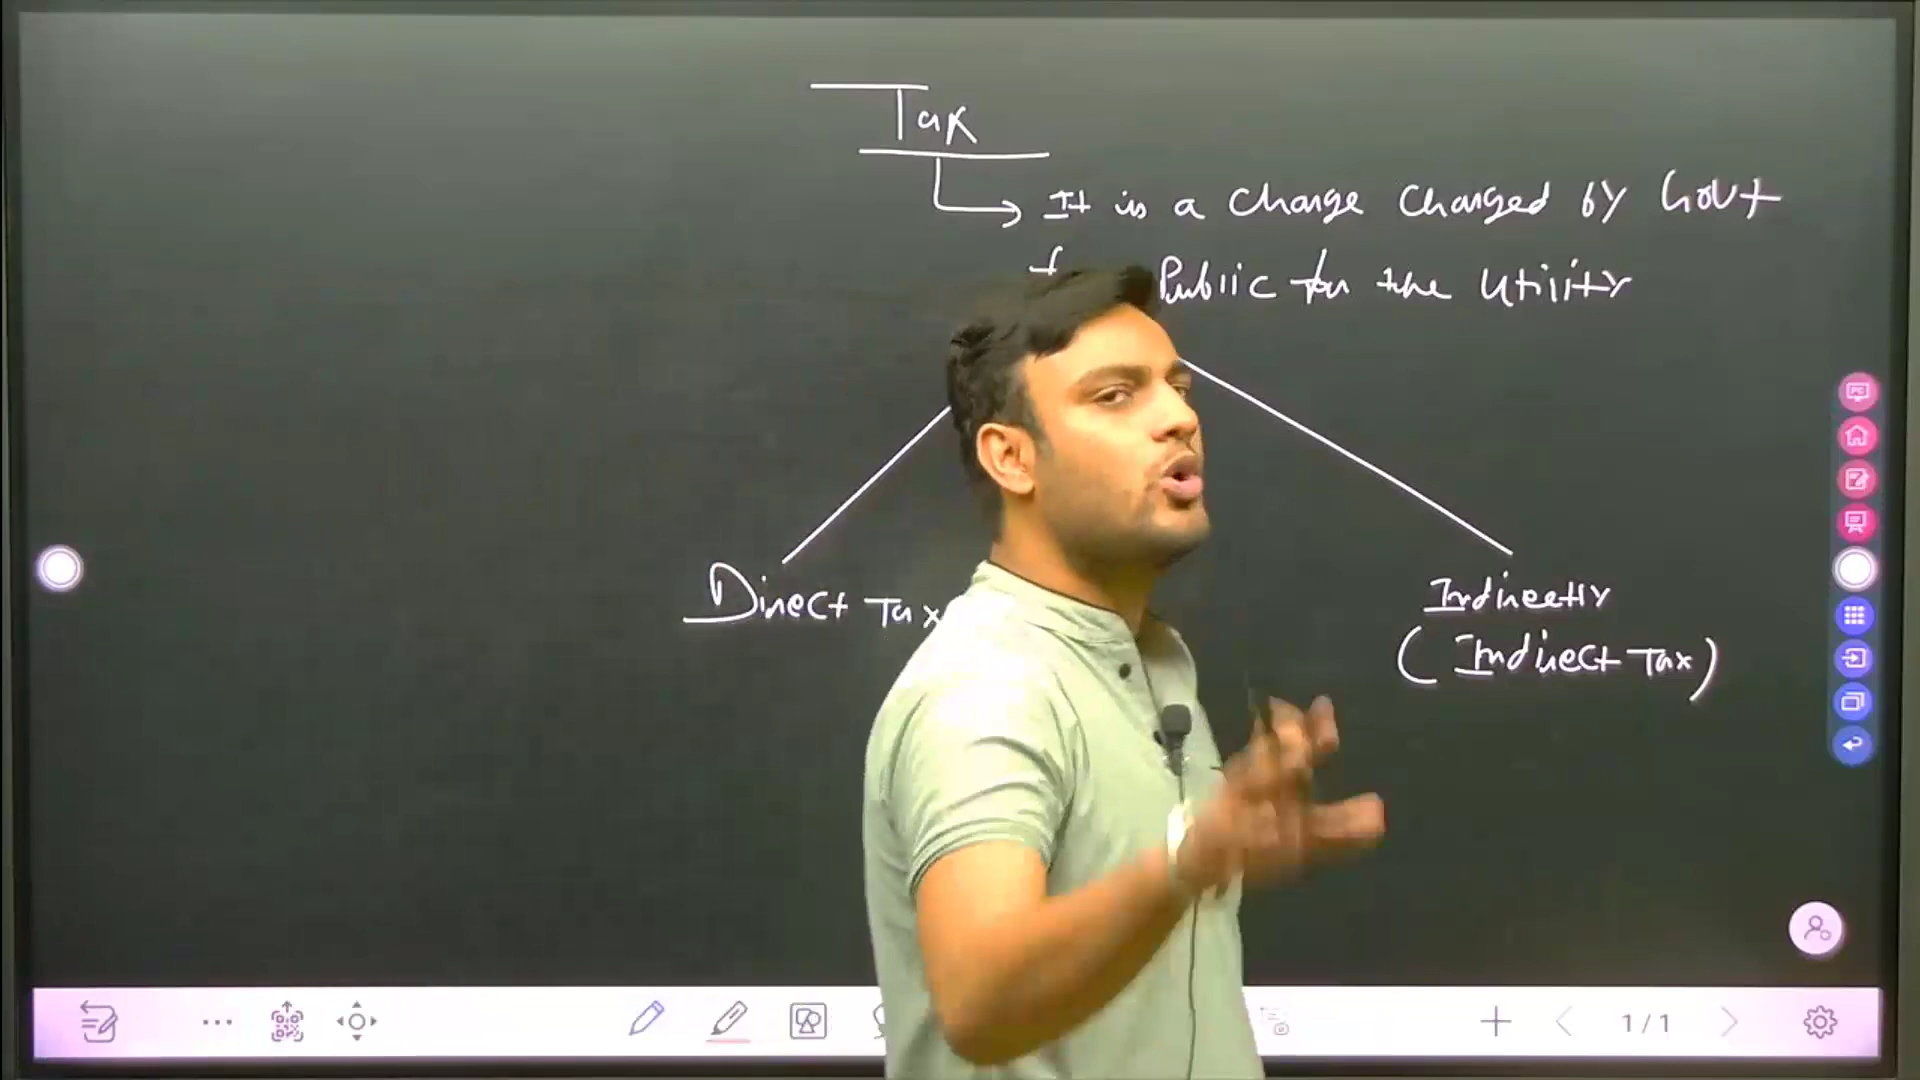 Tax
It is a charge charged by Govt
Public for the Utility
Direct Tax
Indirectly
(Indirect Tax)
1/1